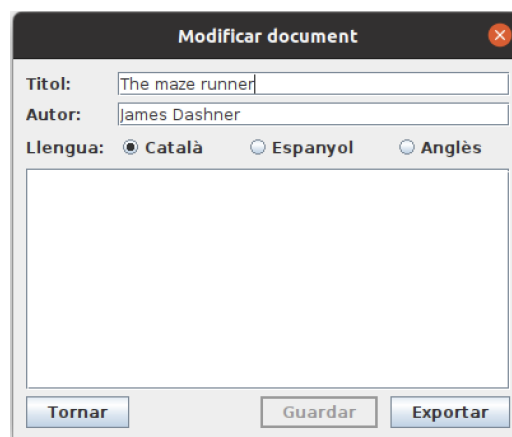 Modificar document
Titol: The maze runner
Autor: James Dashner
Llengua: Català Espanyol Anglès
Tornar Guardar Exportar